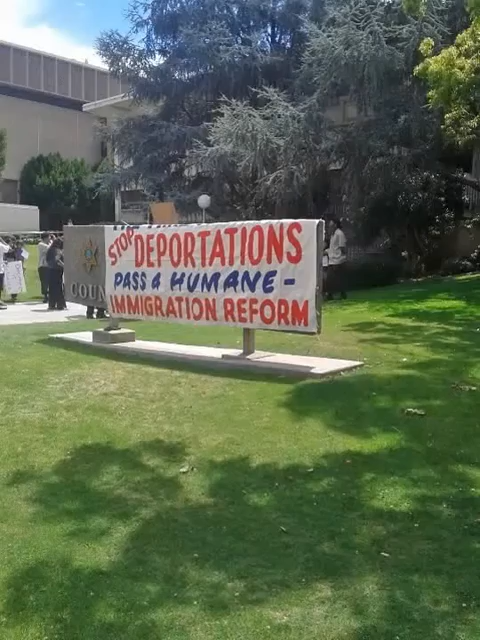 STOP DEPORTATIONS
PASS A HUMANE -
IMMIGRATION REFORM
COUN